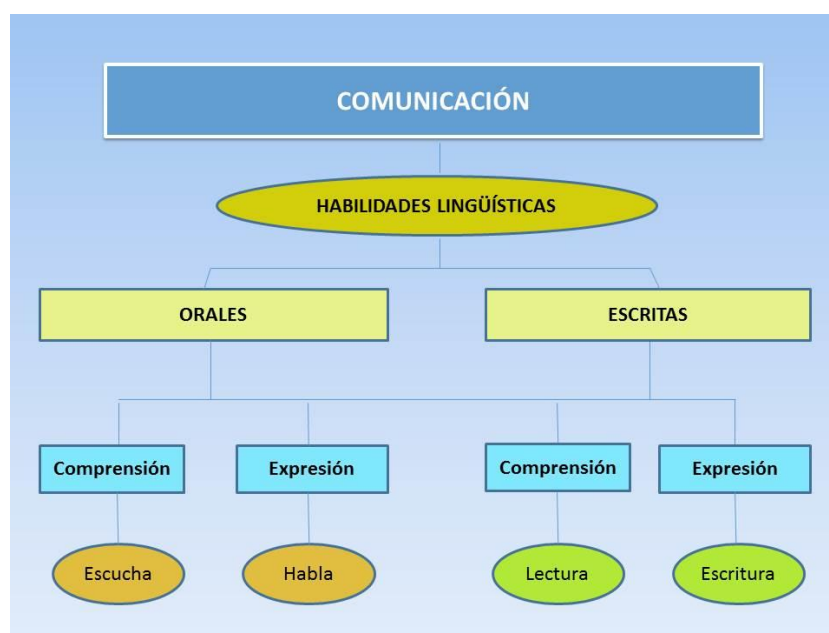 COMUNICACIÓN
HABILIDADES LINGÜÍSTICAS
ORALES
ESCRITAS
Comprensión
Expresión
Comprensión
Expresión
Escucha
Habla
Lectura
Escritura